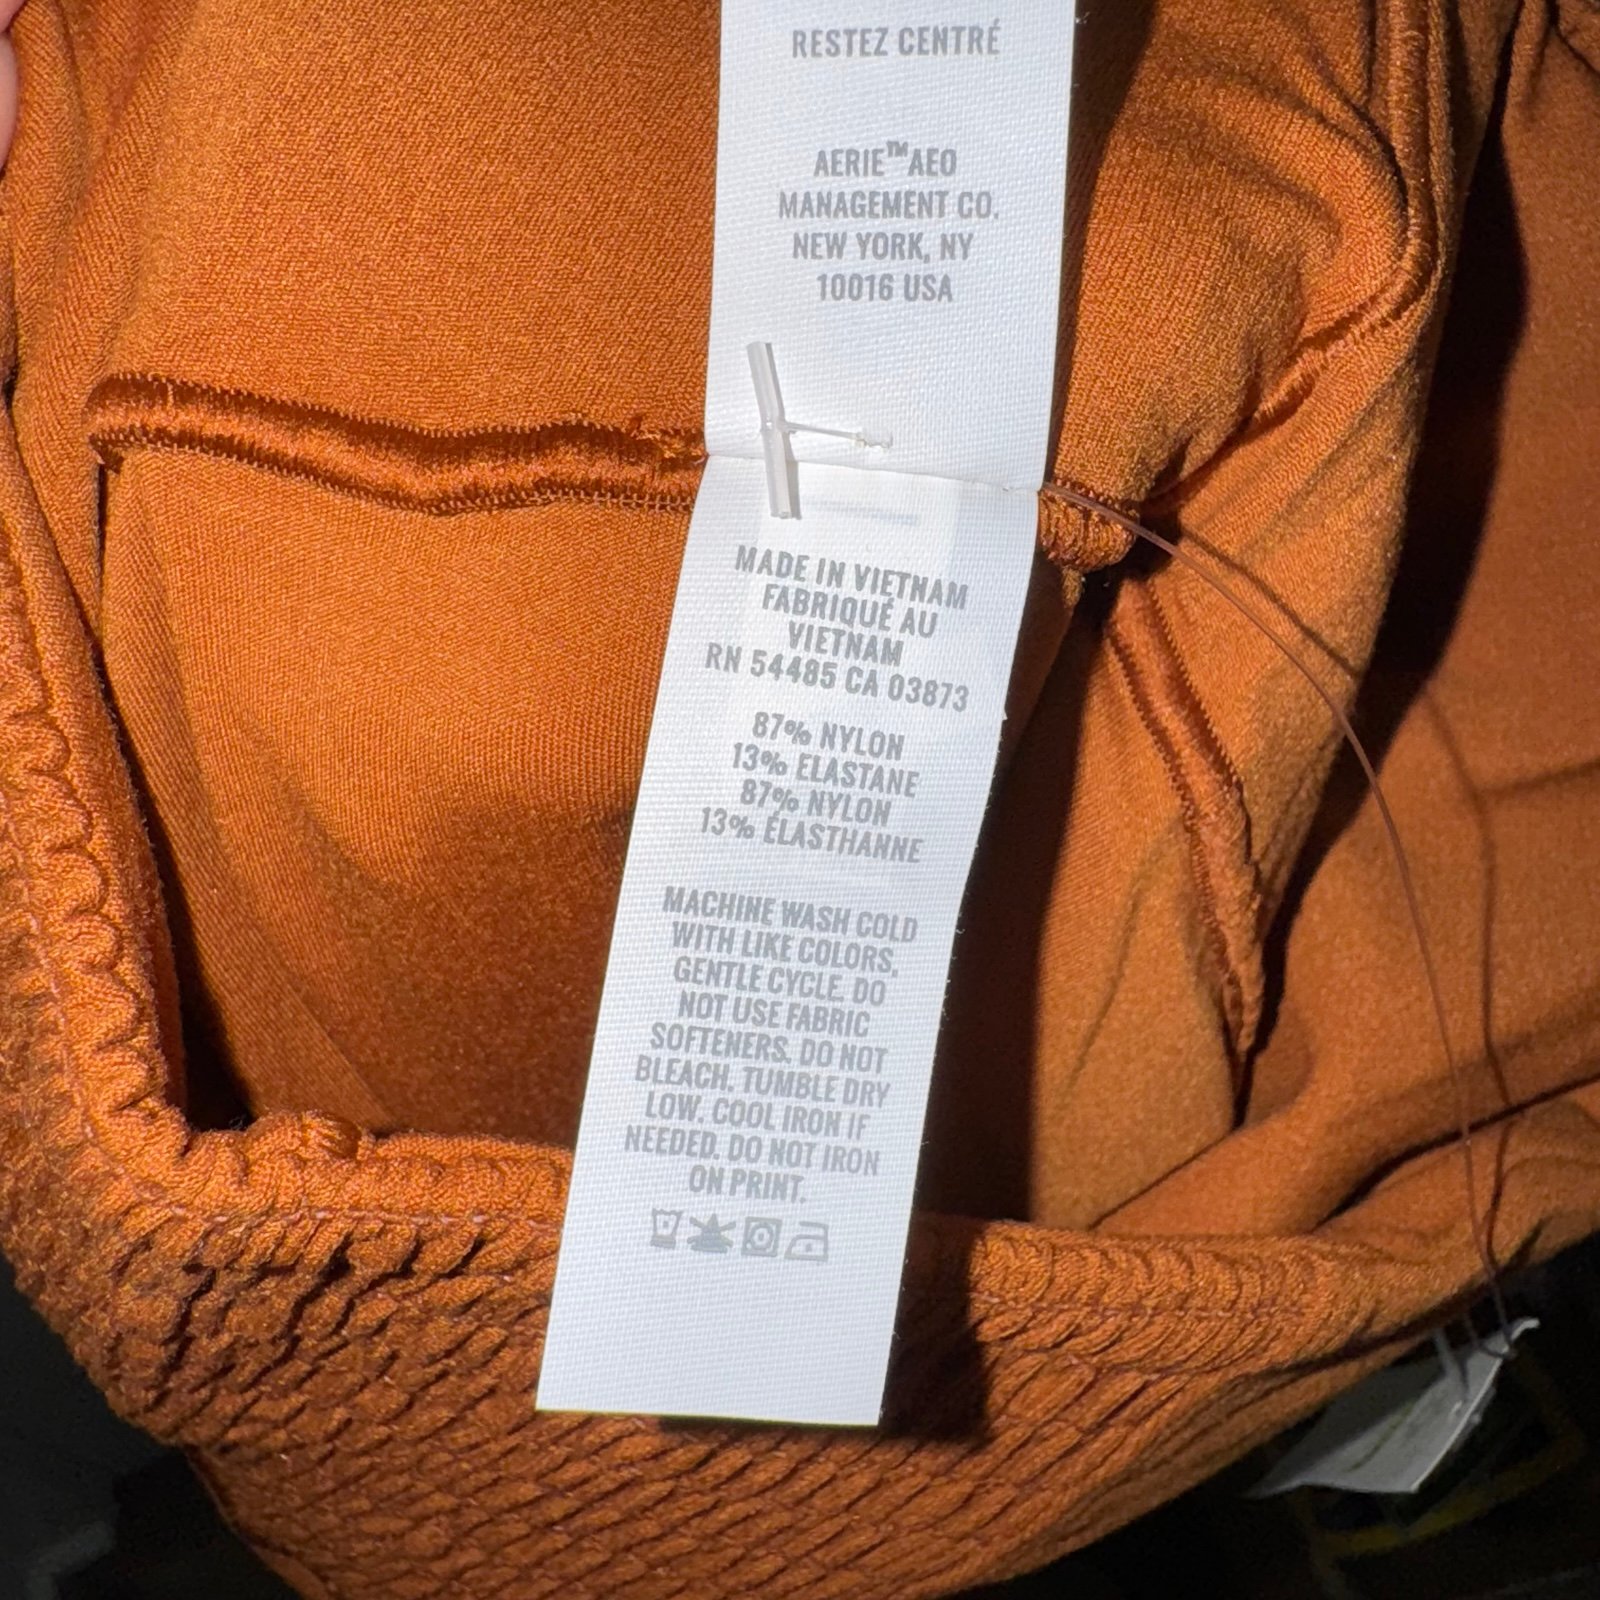 RESTEZ CENTRÉ
AERIE™AEO
MANAGEMENT CO.
NEW YORK, NY
10016 USA
MADE IN VIETNAM
FABRIQUÉ AU
VIETNAM
RN 54485 CA 03873
87% NYLON
13% ELASTANE
87% NYLON
13% ÉLASTHANNE
MACHINE WASH COLD
WITH LIKE COLORS,
GENTLE CYCLE. DO
NOT USE FABRIC
SOFTENERS. DO NOT
BLEACH. TUMBLE DRY
LOW. COOL IRON IF
NEEDED. DO NOT IRON
ON PRINT.